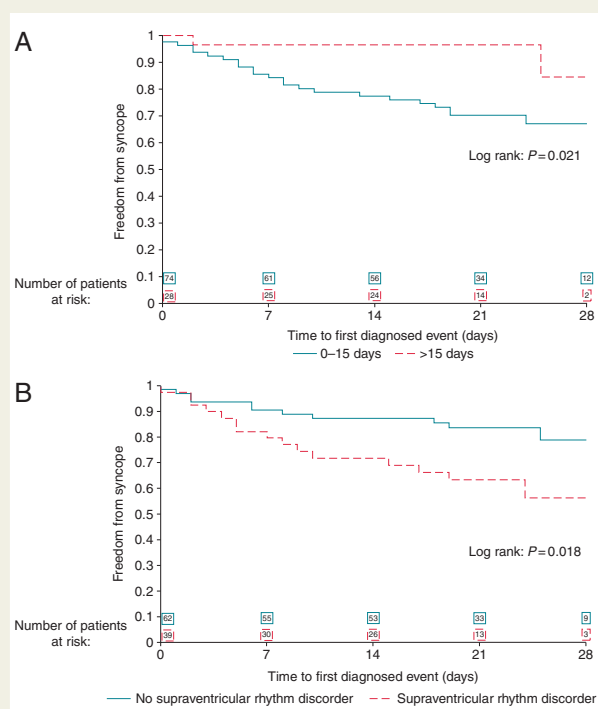 A
Freedom from syncope
1
0.9
0.8
0.7
0.6
0.5
0.4
0.3
0.2
0.1
0
Log rank: P=0.021
Number of patients
at risk:
74 61 56 34 12
28 25 24 14 2
0 7 14 21 28
Time to first diagnosed event (days)
0–15 days >15 days
B
Freedom from syncope
1
0.9
0.8
0.7
0.6
0.5
0.4
0.3
0.2
0.1
0
Log rank: P=0.018
Number of patients
at risk:
62 55 53 33 9
39 30 26 13 3
0 7 14 21 28
Time to first diagnosed event (days)
No supraventricular rhythm disorder Supraventricular rhythm disorder